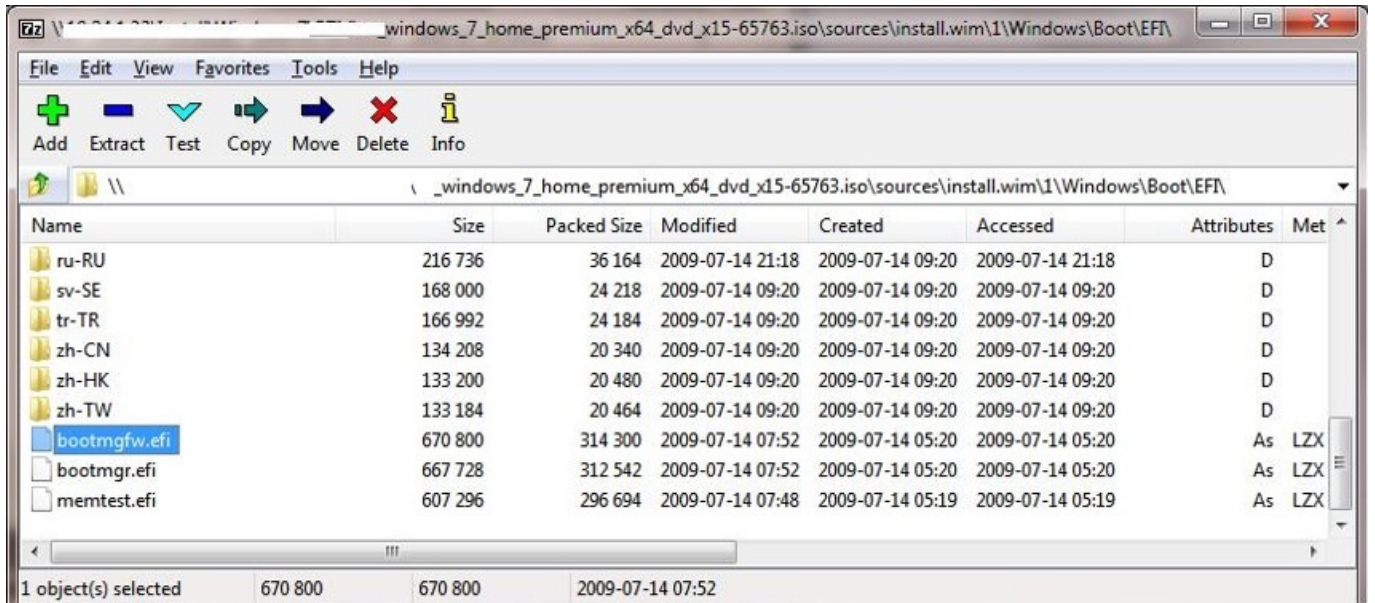 7z \\ _windows_7_home_premium_x64_dvd_x15-65763.iso\sources\install.wim\1\Windows\Boot\EFI\
File Edit View Favorites Tools Help
Add Extract Test Copy Move Delete Info
\\ \ _windows_7_home_premium_x64_dvd_x15-65763.iso\sources\install.wim\1\Windows\Boot\EFI\
Name Size Packed Size Modified Created Accessed Attributes Met
ru-RU 216 736 36 164 2009-07-14 21:18 2009-07-14 09:20 2009-07-14 21:18 D
sv-SE 168 000 24 218 2009-07-14 09:20 2009-07-14 09:20 2009-07-14 09:20 D
tr-TR 166 992 24 184 2009-07-14 09:20 2009-07-14 09:20 2009-07-14 09:20 D
zh-CN 134 208 20 340 2009-07-14 09:20 2009-07-14 09:20 2009-07-14 09:20 D
zh-HK 133 200 20 480 2009-07-14 09:20 2009-07-14 09:20 2009-07-14 09:20 D
zh-TW 133 184 20 464 2009-07-14 09:20 2009-07-14 09:20 2009-07-14 09:20 D
bootmgfw.efi 670 800 314 300 2009-07-14 07:52 2009-07-14 05:20 2009-07-14 05:20 As LZX
bootmgr.efi 667 728 312 542 2009-07-14 07:52 2009-07-14 05:20 2009-07-14 05:20 As LZX
memtest.efi 607 296 296 694 2009-07-14 07:48 2009-07-14 05:19 2009-07-14 05:19 As LZX
1 object(s) selected 670 800 670 800 2009-07-14 07:52